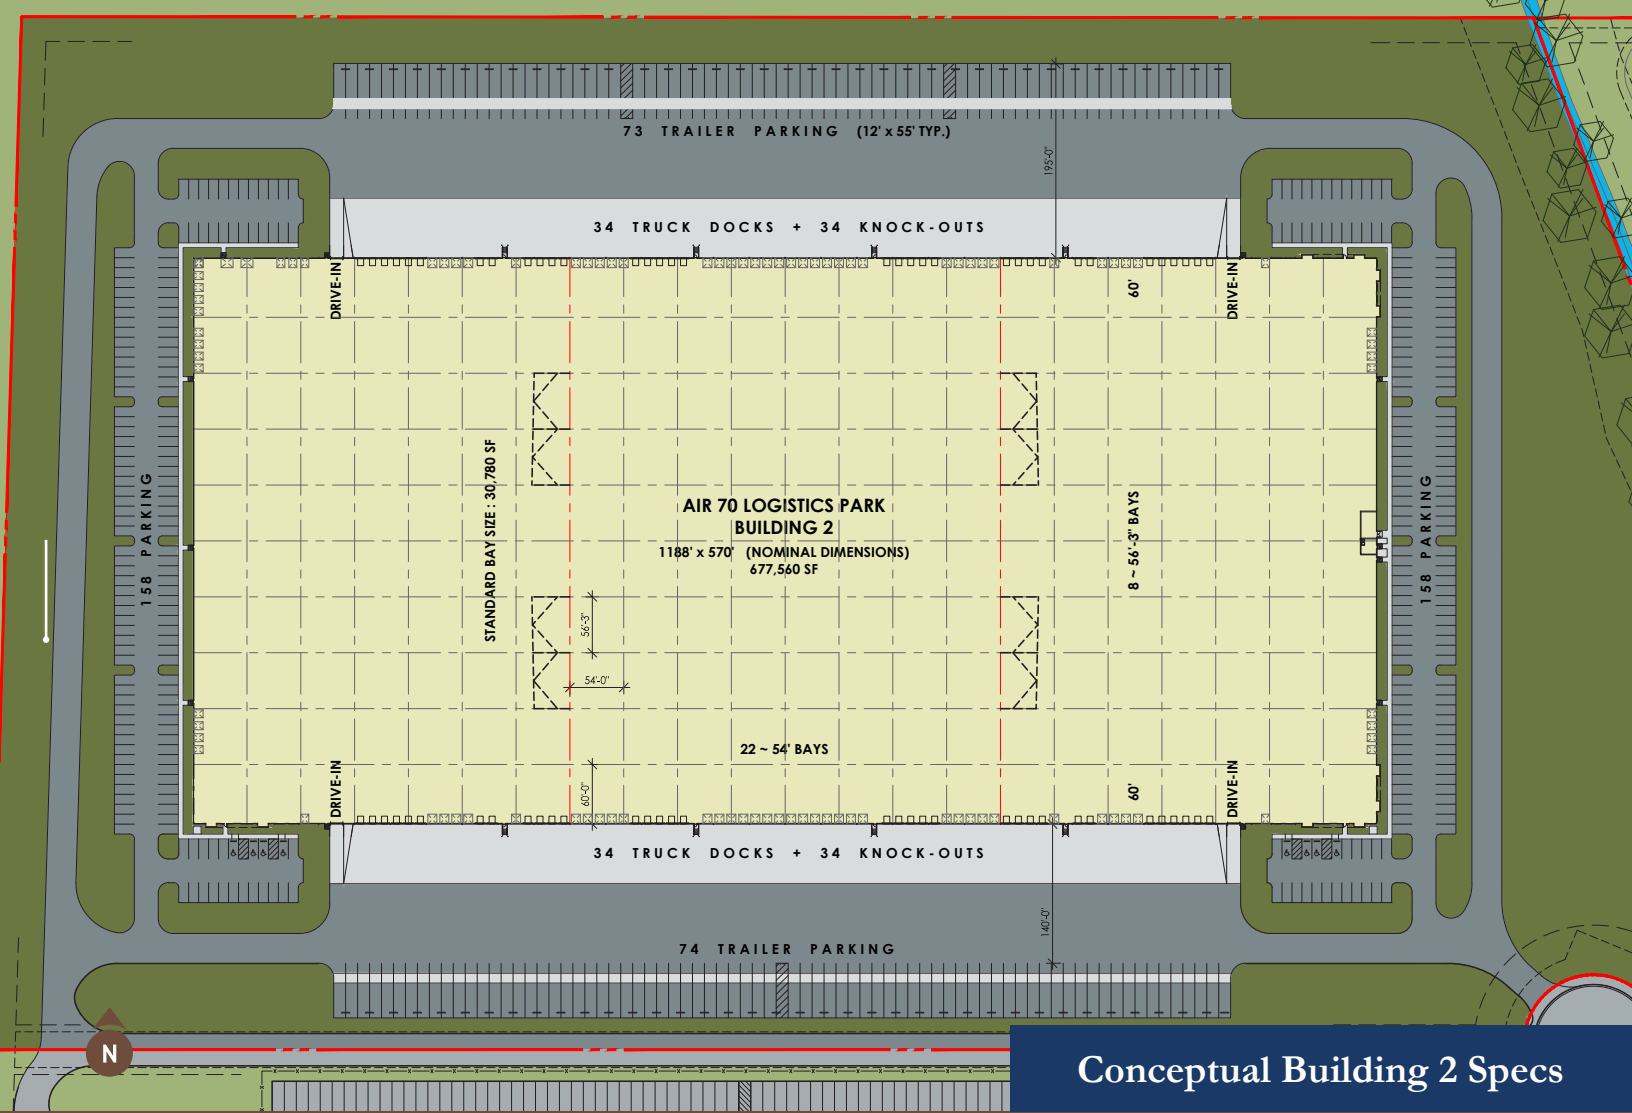 73 TRAILER PARKING (12' x 55' TYP.)
195'-0"
34 TRUCK DOCKS + 34 KNOCK-OUTS
DRIVE-IN
60'
DRIVE-IN
158 PARKING
STANDARD BAY SIZE : 30,780 SF
AIR 70 LOGISTICS PARK
BUILDING 2
1188' x 570' (NOMINAL DIMENSIONS)
677,560 SF
8 ~ 56'-3" BAYS
158 PARKING
56'-3"
54'-0"
22 ~ 54' BAYS
DRIVE-IN
60'-0"
60'
DRIVE-IN
34 TRUCK DOCKS + 34 KNOCK-OUTS
140'-0"
74 TRAILER PARKING
N
Conceptual Building 2 Specs